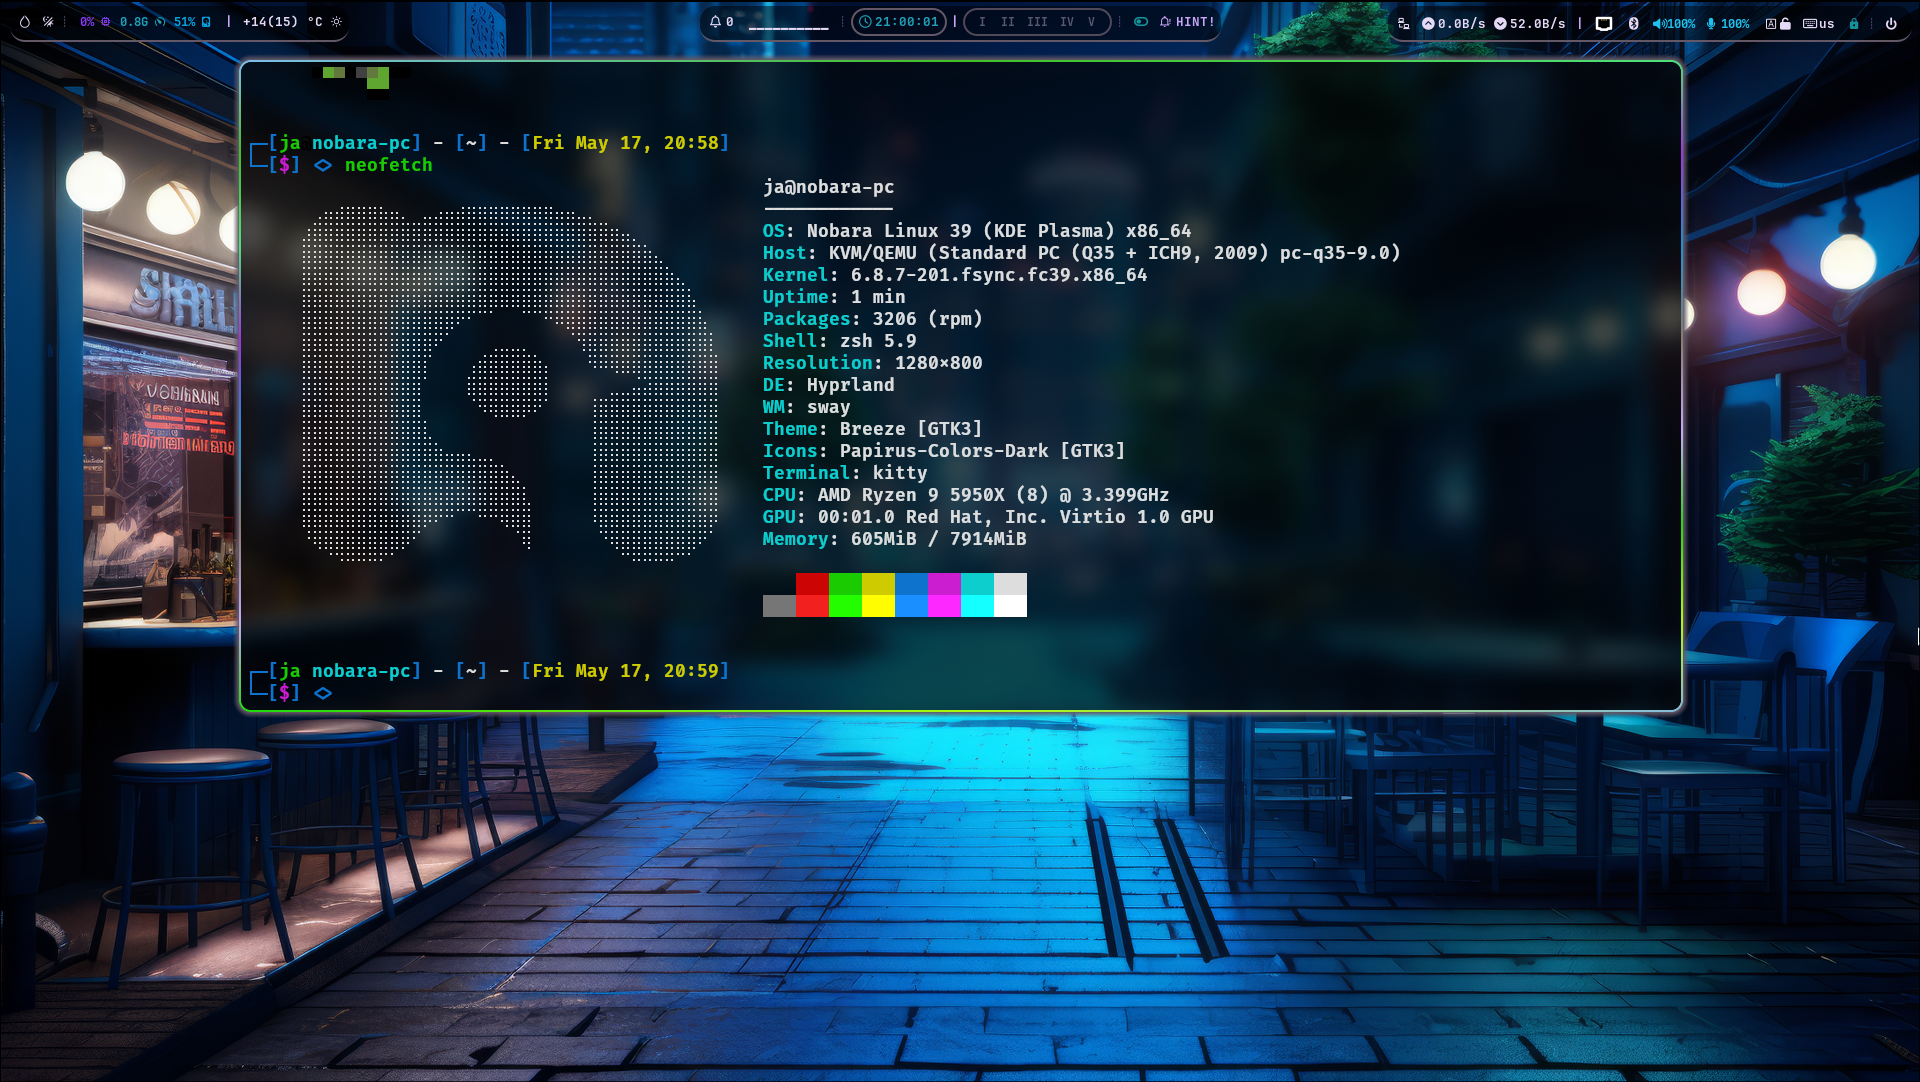 0% 0.8G 51% | +14(15) °C
0 21:00:01 | I II III IV V HINT!
0.0B/s 52.0B/s | 100% 100% A us
┌─[ja nobara-pc] - [~] - [Fri May 17, 20:58]
└─[$] <> neofetch
ja@nobara-pc
------------
OS: Nobara Linux 39 (KDE Plasma) x86_64
Host: KVM/QEMU (Standard PC (Q35 + ICH9, 2009) pc-q35-9.0)
Kernel: 6.8.7-201.fsync.fc39.x86_64
Uptime: 1 min
Packages: 3206 (rpm)
Shell: zsh 5.9
Resolution: 1280x800
DE: Hyprland
WM: sway
Theme: Breeze [GTK3]
Icons: Papirus-Colors-Dark [GTK3]
Terminal: kitty
CPU: AMD Ryzen 9 5950X (8) @ 3.399GHz
GPU: 00:01.0 Red Hat, Inc. Virtio 1.0 GPU
Memory: 605MiB / 7914MiB
┌─[ja nobara-pc] - [~] - [Fri May 17, 20:59]
└─[$] <>